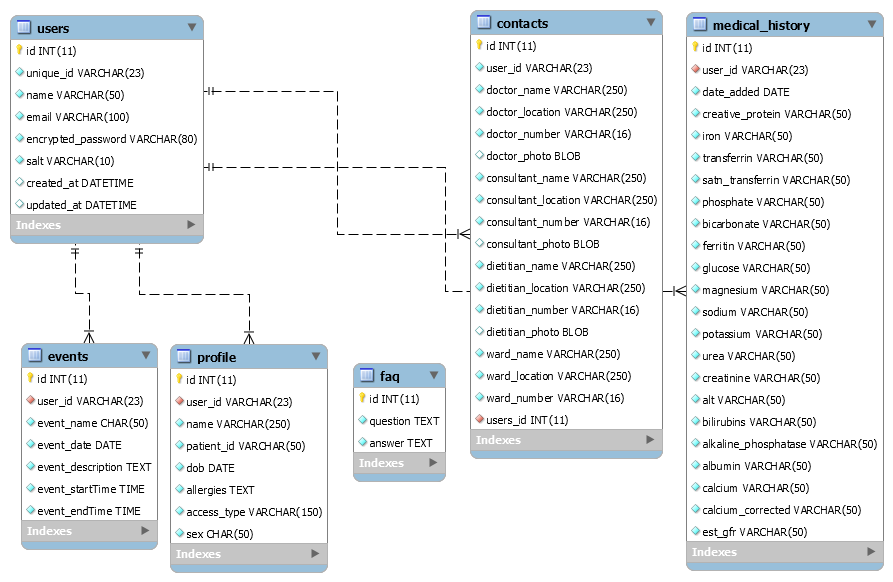 users
id INT(11)
unique_id VARCHAR(23)
name VARCHAR(50)
email VARCHAR(100)
encrypted_password VARCHAR(80)
salt VARCHAR(10)
created_at DATETIME
updated_at DATETIME
Indexes
contacts
id INT(11)
user_id VARCHAR(23)
doctor_name VARCHAR(250)
doctor_location VARCHAR(250)
doctor_number VARCHAR(16)
doctor_photo BLOB
consultant_name VARCHAR(250)
consultant_location VARCHAR(250)
consultant_number VARCHAR(16)
consultant_photo BLOB
dietitian_name VARCHAR(250)
dietitian_location VARCHAR(250)
dietitian_number VARCHAR(16)
dietitian_photo BLOB
ward_name VARCHAR(250)
ward_location VARCHAR(250)
ward_number VARCHAR(16)
users_id INT(11)
Indexes
medical_history
id INT(11)
user_id VARCHAR(23)
date_added DATE
creative_protein VARCHAR(50)
iron VARCHAR(50)
transferrin VARCHAR(50)
satn_transferrin VARCHAR(50)
phosphate VARCHAR(50)
bicarbonate VARCHAR(50)
ferritin VARCHAR(50)
glucose VARCHAR(50)
magnesium VARCHAR(50)
sodium VARCHAR(50)
potassium VARCHAR(50)
urea VARCHAR(50)
creatinine VARCHAR(50)
alt VARCHAR(50)
bilirubins VARCHAR(50)
alkaline_phosphatase VARCHAR(50)
albumin VARCHAR(50)
calcium VARCHAR(50)
calcium_corrected VARCHAR(50)
est_gfr VARCHAR(50)
Indexes
events
id INT(11)
user_id VARCHAR(23)
event_name CHAR(50)
event_date DATE
event_description TEXT
event_startTime TIME
event_endTime TIME
Indexes
profile
id INT(11)
user_id VARCHAR(23)
name VARCHAR(250)
patient_id VARCHAR(50)
dob DATE
allergies TEXT
access_type VARCHAR(150)
sex CHAR(50)
Indexes
faq
id INT(11)
question TEXT
answer TEXT
Indexes